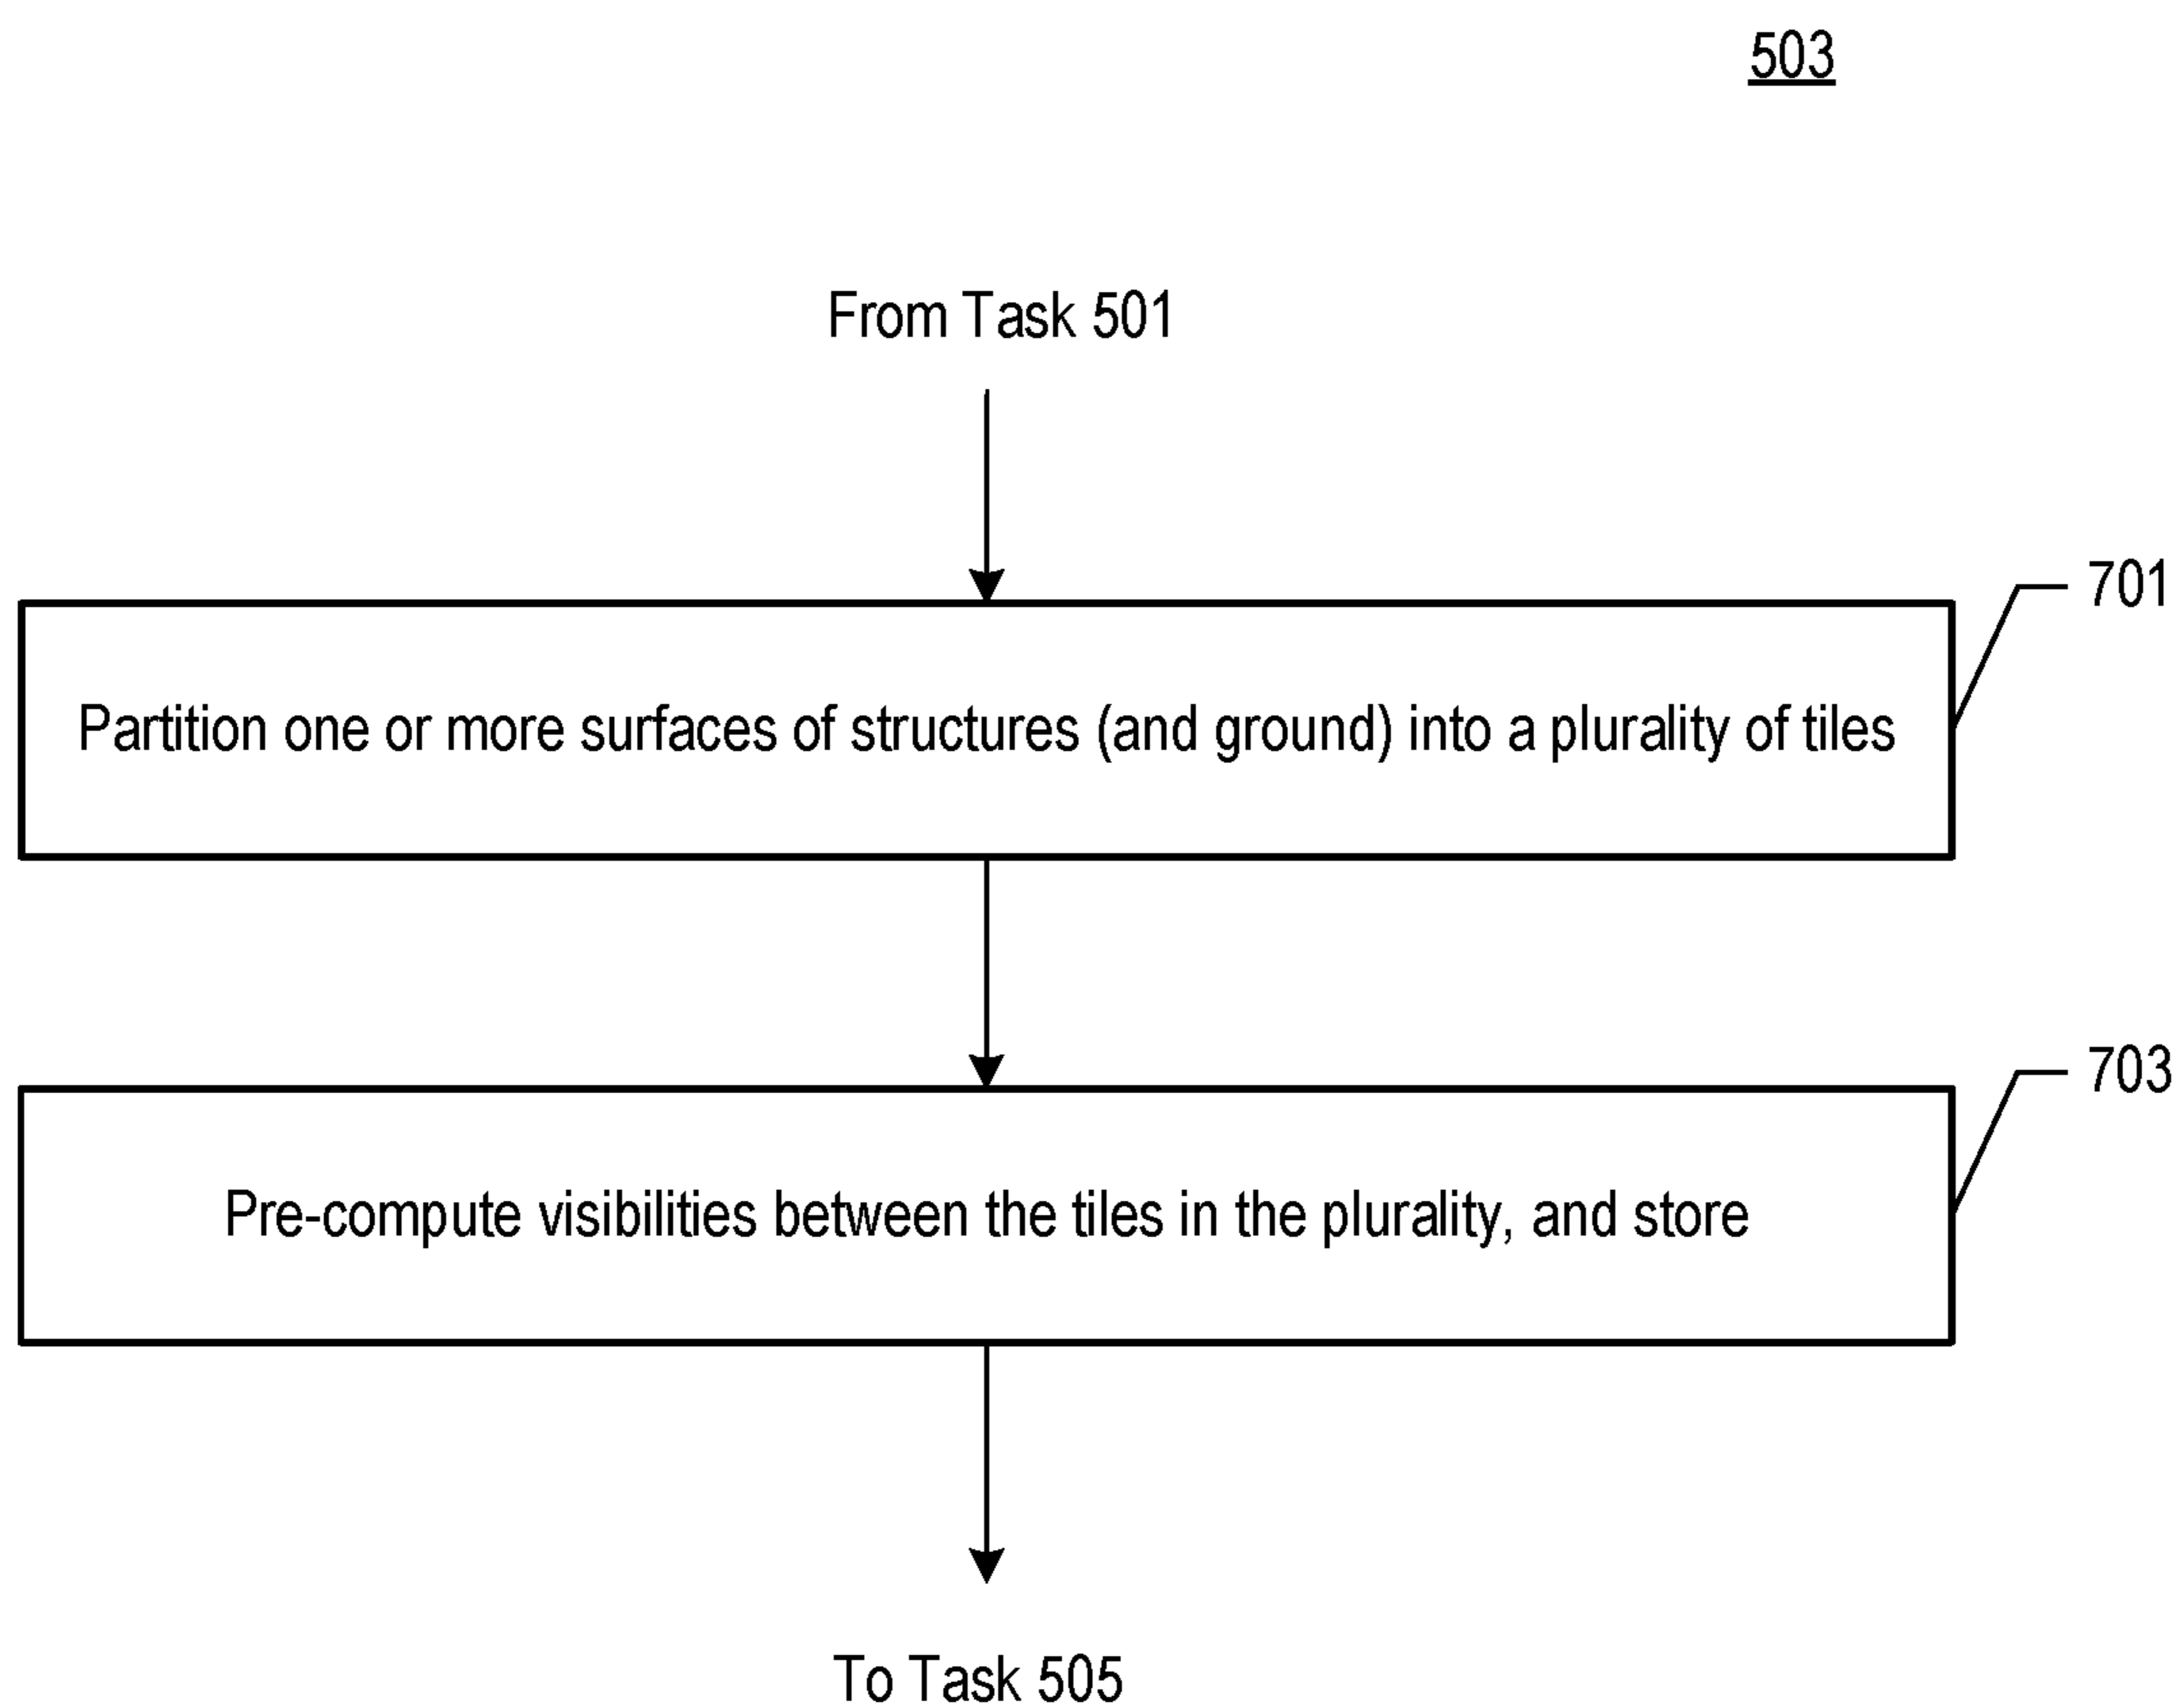 503
From Task 501
701
Partition one or more surfaces of structures (and ground) into a plurality of tiles
703
Pre-compute visibilities between the tiles in the plurality, and store
To Task 505